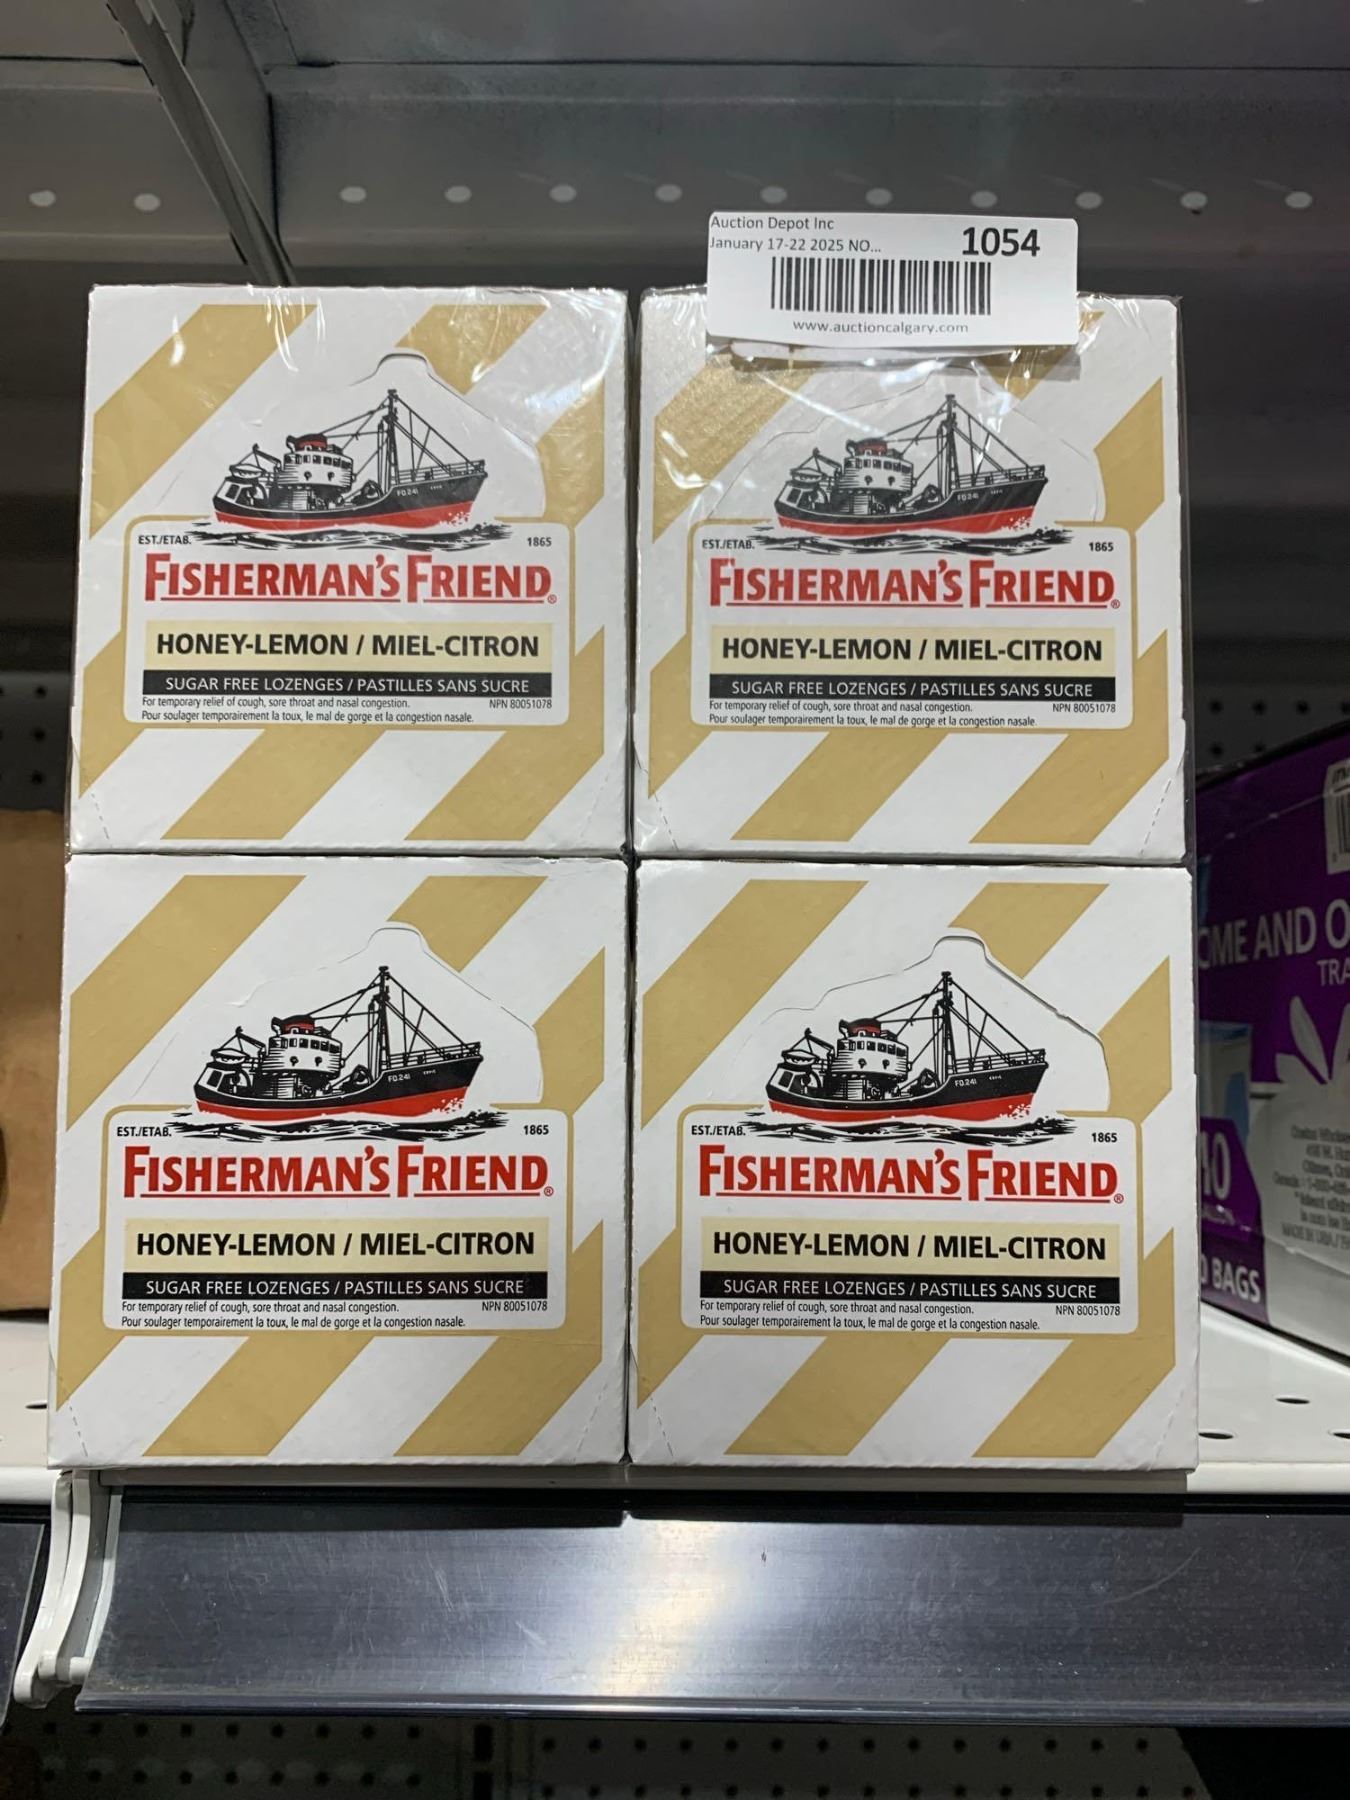 Auction Depot Inc
January 17-22 2025 NO...
1054
www.auctioncalgary.com
FD241
EST./ETAB. 1865
FISHERMAN'S FRIEND®
HONEY-LEMON / MIEL-CITRON
SUGAR FREE LOZENGES / PASTILLES SANS SUCRE
For temporary relief of cough, sore throat and nasal congestion. NPN 80051078
Pour soulager temporairement la toux, le mal de gorge et la congestion nasale.
FD241
EST./ETAB. 1865
FISHERMAN'S FRIEND®
HONEY-LEMON / MIEL-CITRON
SUGAR FREE LOZENGES / PASTILLES SANS SUCRE
For temporary relief of cough, sore throat and nasal congestion. NPN 80051078
Pour soulager temporairement la toux, le mal de gorge et la congestion nasale.
FD241
EST./ETAB. 1865
FISHERMAN'S FRIEND®
HONEY-LEMON / MIEL-CITRON
SUGAR FREE LOZENGES / PASTILLES SANS SUCRE
For temporary relief of cough, sore throat and nasal congestion. NPN 80051078
Pour soulager temporairement la toux, le mal de gorge et la congestion nasale.
FD241
EST./ETAB. 1865
FISHERMAN'S FRIEND®
HONEY-LEMON / MIEL-CITRON
SUGAR FREE LOZENGES / PASTILLES SANS SUCRE
For temporary relief of cough, sore throat and nasal congestion. NPN 80051078
Pour soulager temporairement la toux, le mal de gorge et la congestion nasale.
OME AND O
TRA
BAGS